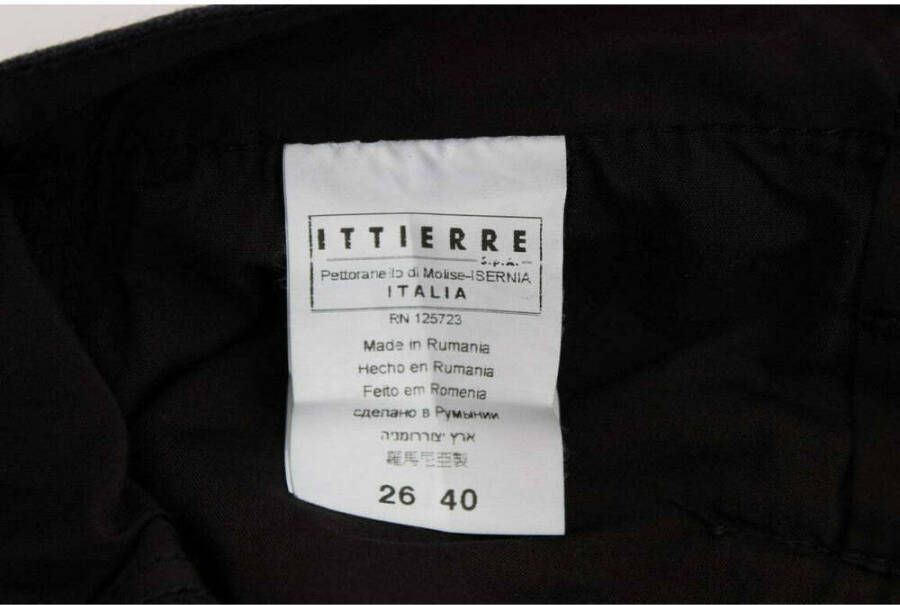 ITTIERRE
S.p.A.
Pettoranello di Molise-ISERNIA
ITALIA
RN 125723
Made in Rumania
Hecho en Rumania
Feito em Romenia
сделано в Румынии
ארץ יצור׃רומניה
羅馬尼亞製
26 40